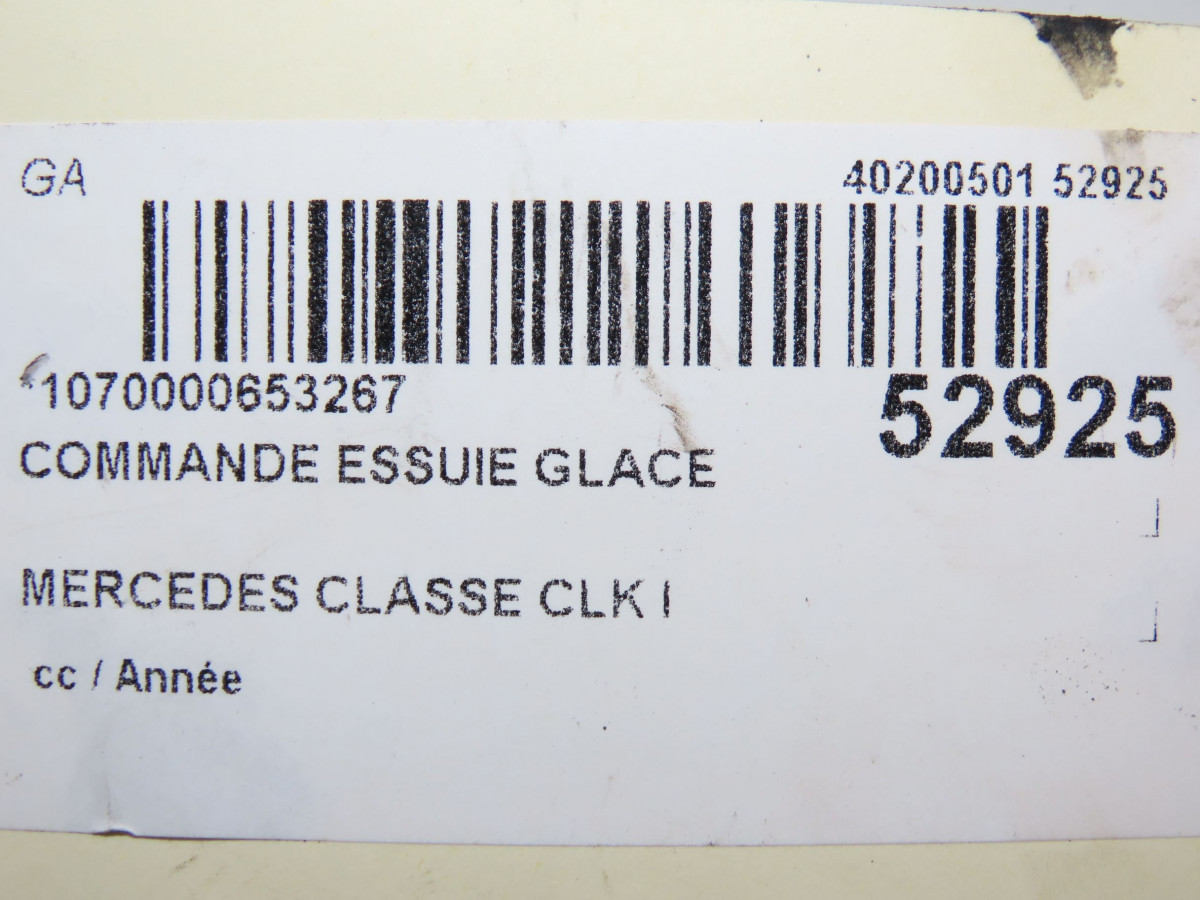 GA 40200501 52925
*1070000653267 52925
COMMANDE ESSUIE GLACE
MERCEDES CLASSE CLK I
cc / Année